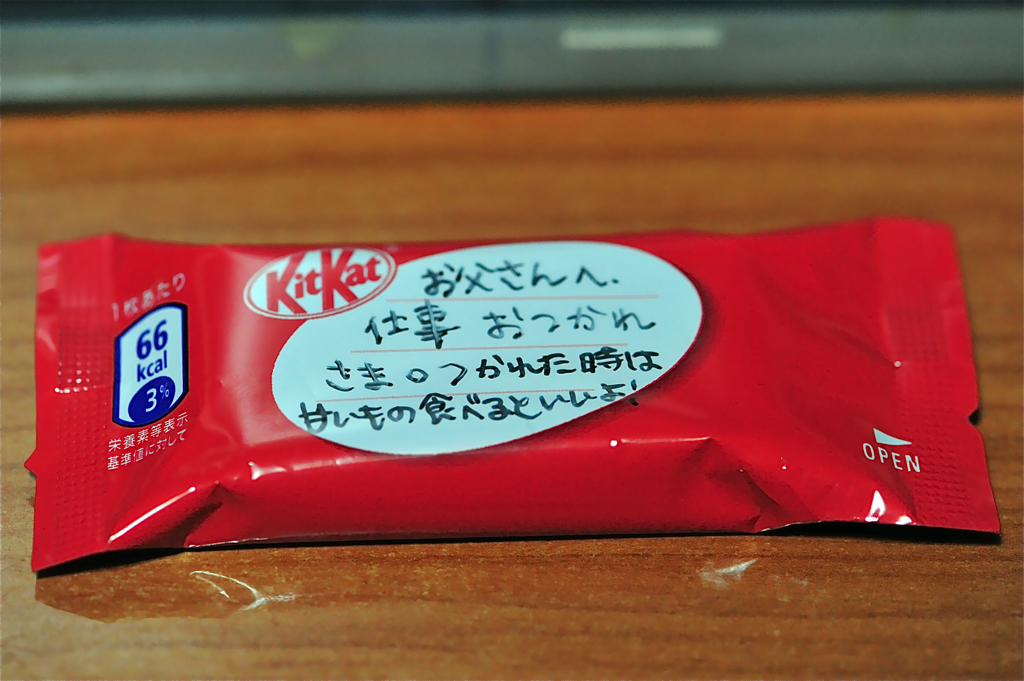 KitKat
お父さんへ.
仕事 おつかれ
さま。つかれた時は
甘いもの食べるといいよ!
1枚あたり
66
kcal
3%
栄養素等表示
基準値に対して
OPEN